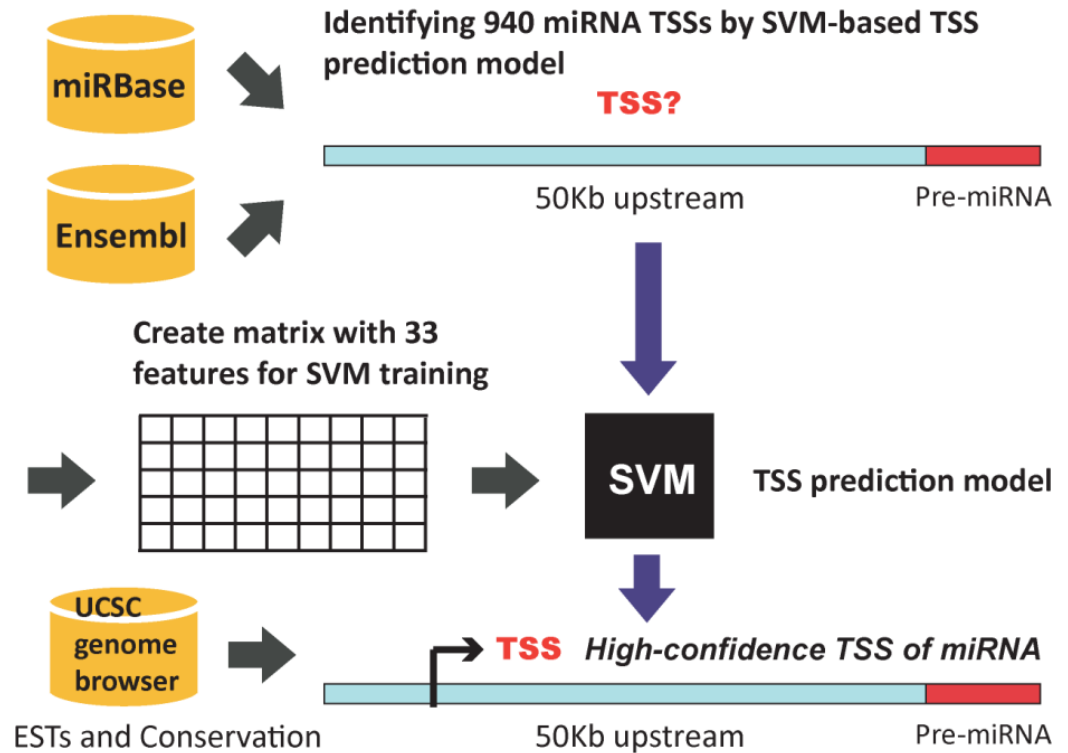 miRBase
Identifying 940 miRNA TSSs by SVM-based TSS
prediction model
TSS?
50Kb upstream
Pre-miRNA
Ensembl
Create matrix with 33
features for SVM training
SVM
TSS prediction model
UCSC
genome
browser
ESTs and Conservation
TSS High-confidence TSS of miRNA
50Kb upstream
Pre-miRNA